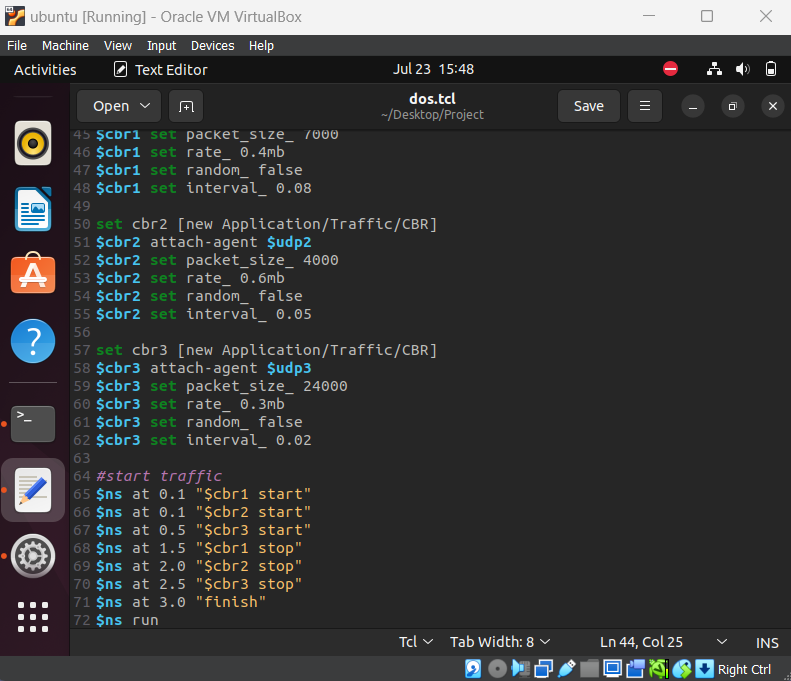 ubuntu [Running] - Oracle VM VirtualBox
File Machine View Input Devices Help
Activities Text Editor Jul 23 15:48
Open dos.tcl Save
~/Desktop/Project
45 $cbr1 set packet_size_ 7000
46 $cbr1 set rate_ 0.4mb
47 $cbr1 set random_ false
48 $cbr1 set interval_ 0.08
49
50 set cbr2 [new Application/Traffic/CBR]
51 $cbr2 attach-agent $udp2
52 $cbr2 set packet_size_ 4000
53 $cbr2 set rate_ 0.6mb
54 $cbr2 set random_ false
55 $cbr2 set interval_ 0.05
56
57 set cbr3 [new Application/Traffic/CBR]
58 $cbr3 attach-agent $udp3
59 $cbr3 set packet_size_ 24000
60 $cbr3 set rate_ 0.3mb
61 $cbr3 set random_ false
62 $cbr3 set interval_ 0.02
63
64 #start traffic
65 $ns at 0.1 "$cbr1 start"
66 $ns at 0.1 "$cbr2 start"
67 $ns at 0.5 "$cbr3 start"
68 $ns at 1.5 "$cbr1 stop"
69 $ns at 2.0 "$cbr2 stop"
70 $ns at 2.5 "$cbr3 stop"
71 $ns at 3.0 "finish"
72 $ns run
Tcl Tab Width: 8 Ln 44, Col 25 INS
Right Ctrl